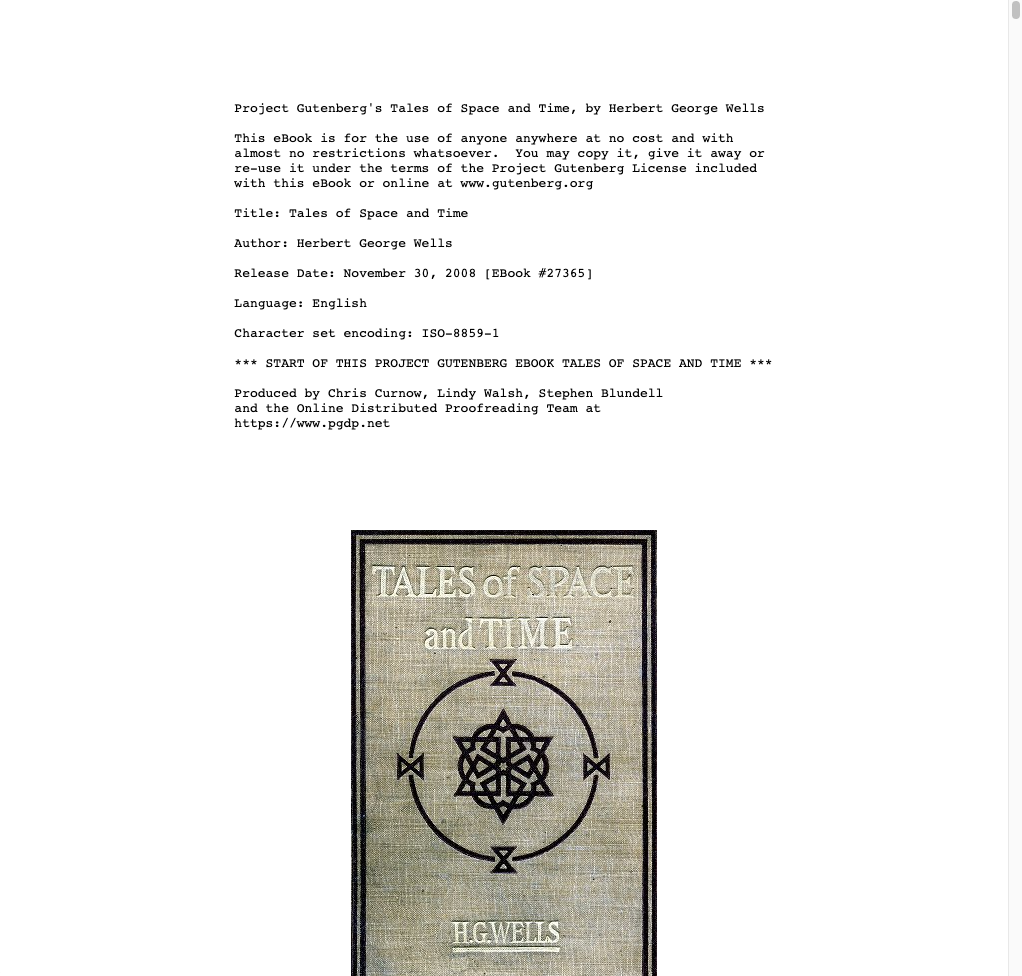 Project Gutenberg's Tales of Space and Time, by Herbert George Wells
This eBook is for the use of anyone anywhere at no cost and with
almost no restrictions whatsoever.  You may copy it, give it away or
re-use it under the terms of the Project Gutenberg License included
with this eBook or online at www.gutenberg.org
Title: Tales of Space and Time
Author: Herbert George Wells
Release Date: November 30, 2008 [EBook #27365]
Language: English
Character set encoding: ISO-8859-1
*** START OF THIS PROJECT GUTENBERG EBOOK TALES OF SPACE AND TIME ***
Produced by Chris Curnow, Lindy Walsh, Stephen Blundell
and the Online Distributed Proofreading Team at
https://www.pgdp.net
TALES of SPACE
and TIME
H.G.WELLS